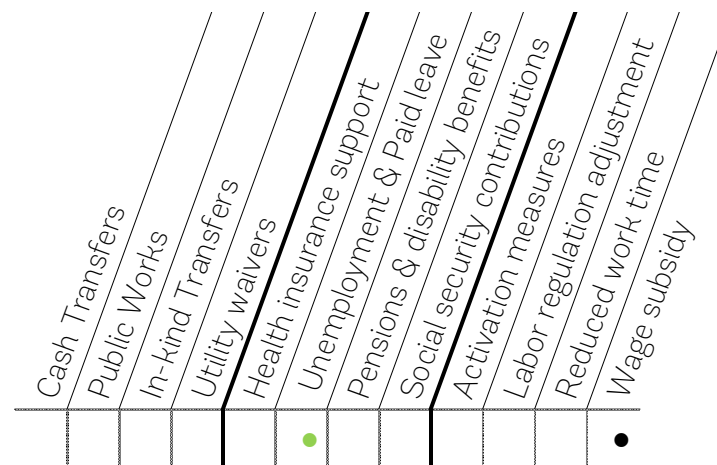 Cash Transfers
Public Works
In-kind Transfers
Utility waivers
Health insurance support
Unemployment & Paid leave
Pensions & disability benefits
Social security contributions
Activation measures
Labor regulation adjustment
Reduced work time
Wage subsidy